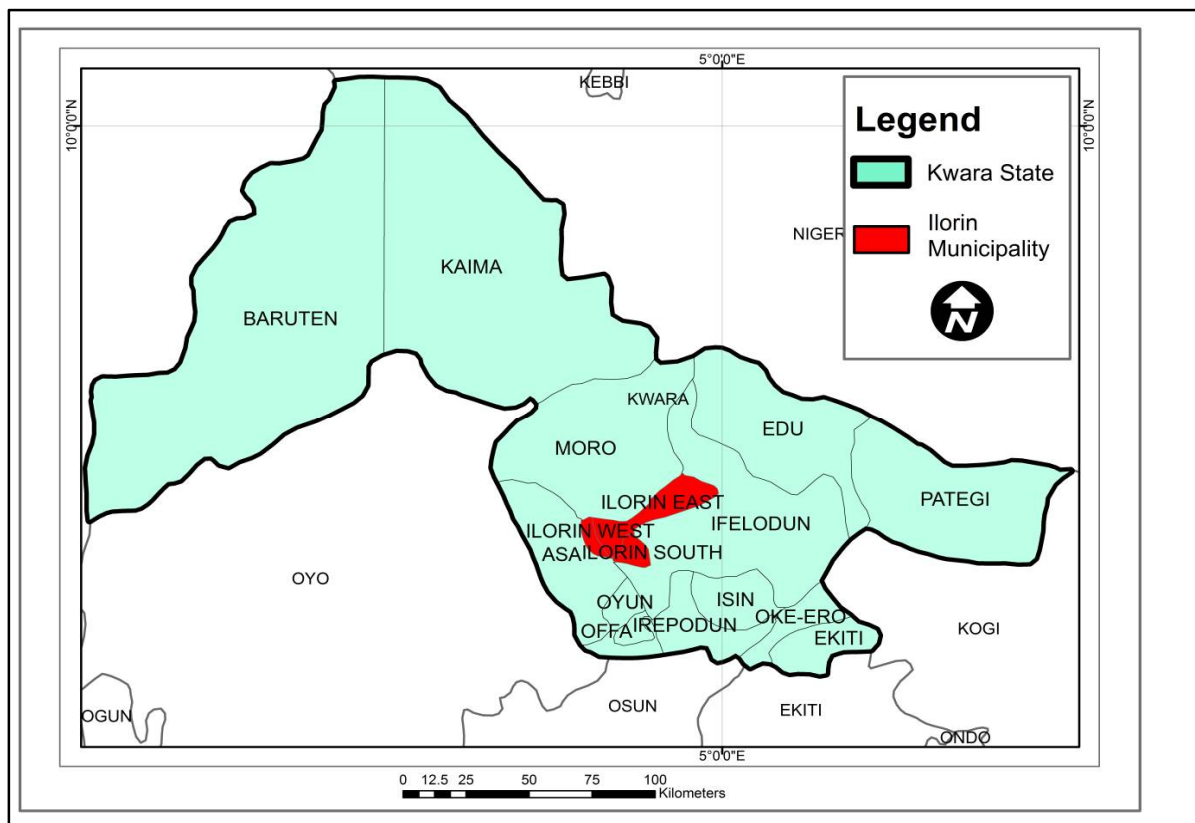 5°0'0"E
KEBBI
10°0'0"N
10°0'0"N
Legend
Kwara State
Ilorin
Municipality
N
NIGER
KAIMA
BARUTEN
KWARA
EDU
MORO
PATEGI
ILORIN EAST
IFELODUN
ILORIN WEST
ASA
ILORIN SOUTH
OYO
ISIN
OYUN
OKE-ERO
IREPODUN
OFFA
EKITI
KOGI
OSUN
EKITI
OGUN
ONDO
5°0'0"E
0 12.5 25 50 75 100
Kilometers